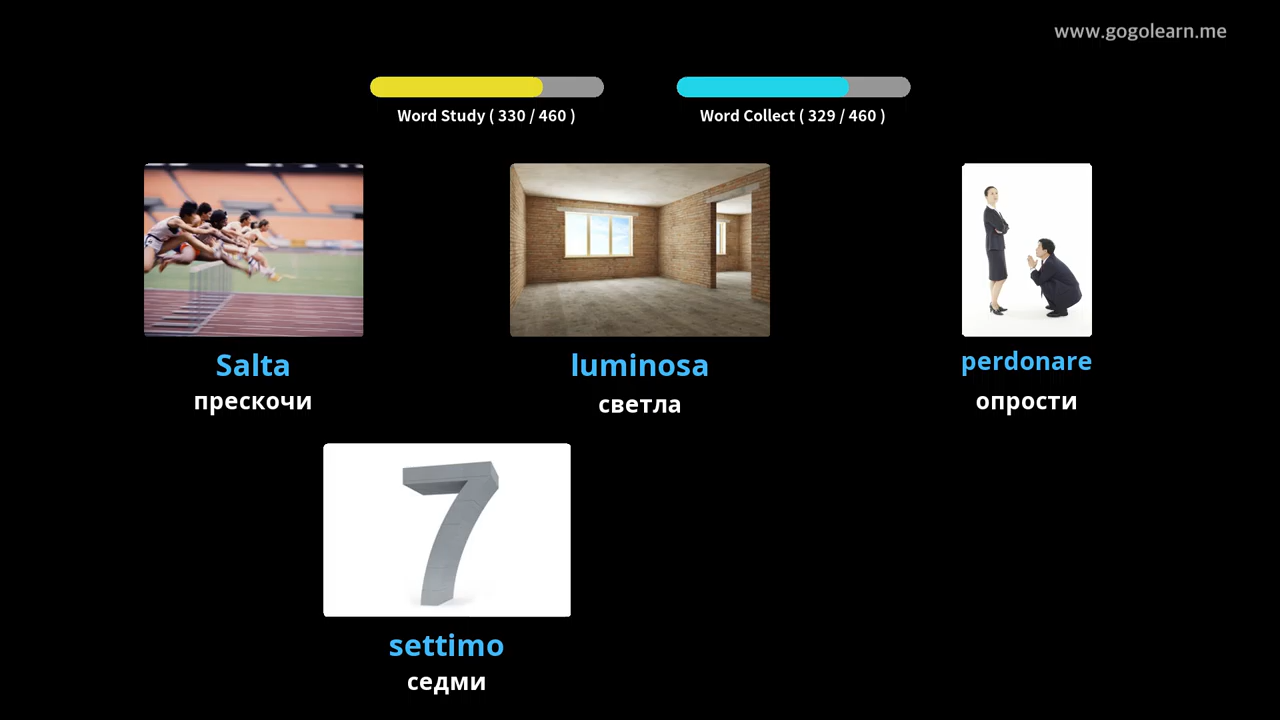 www.gogolearn.me
Word Study ( 330 / 460 )
Word Collect ( 329 / 460 )
Salta
прескочи
luminosa
светла
perdonare
опрости
7
settimo
седми